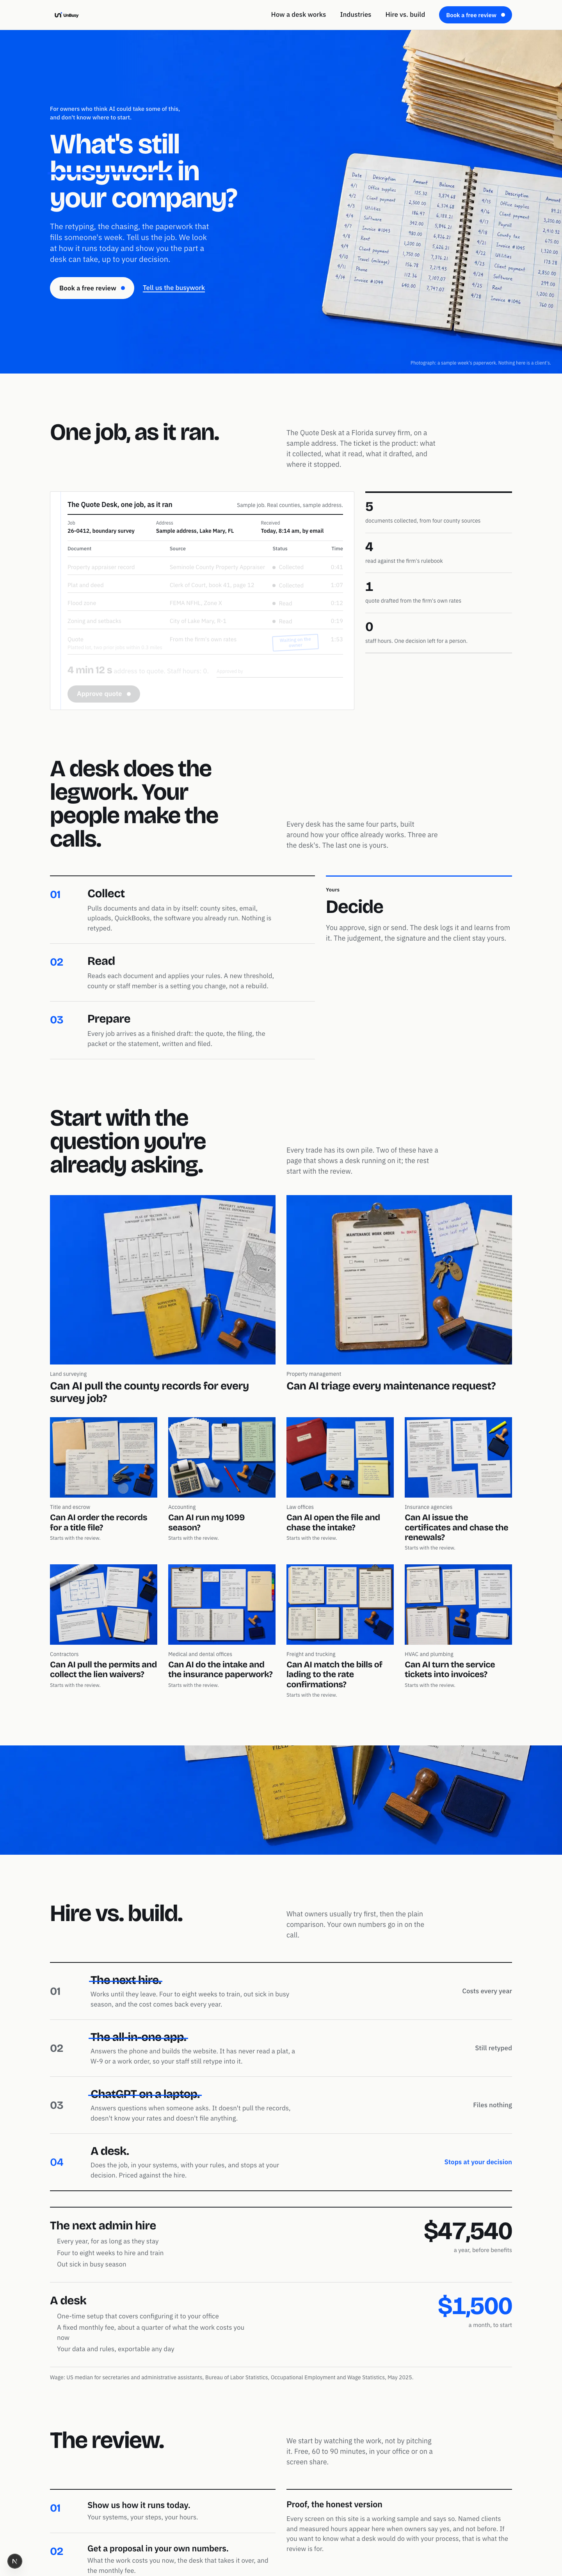 UnBusy
How a desk works
Industries
Hire vs. build
Book a free review
For owners who think AI could take some of this,
and don't know where to start.
What's still
busywork in
your company?
The retyping, the chasing, the paperwork that
fills someone's week. Tell us the job. We look
at how it runs today and show you the part a
desk can take, up to your decision.
Book a free review
Tell us the busywork
Photograph: a sample week's paperwork. Nothing here is a client's.
One job, as it ran.
The Quote Desk at a Florida survey firm, on a
sample address. The ticket is the product: what
it collected, what it read, what it drafted, and
where it stopped.
The Quote Desk, one job, as it ran
Sample job. Real counties, sample address.
Job
Address
Received
26-0412, boundary survey
Sample address, Lake Mary, FL
Today, 8:14 am, by email
Document
Source
Status
Time
Property appraiser record
Seminole County Property Appraiser
Collected
0:41
Plat and deed
Clerk of Court, book 41, page 12
Collected
1:07
Flood zone
FEMA NFHL, Zone X
Read
0:12
Zoning and setbacks
City of Lake Mary, R-1
Read
0:19
Quote
From the firm's own rates
1:53
4 min 12 s address to quote. Staff hours: 0
Approve quote
5
documents collected, from four county sources
4
read against the firm's rulebook
1
quote drafted from the firm's own rates
0
staff hours. One decision left for a person.
A desk does the
legwork. Your
people make the
calls.
Every desk has the same four parts, built
around how your office already works. Three are
the desk's. The last one is yours.
01
Collect
Pulls documents and data in by itself: county sites, email,
uploads, QuickBooks, the software you already run. Nothing is
retyped.
02
Read
Reads each document and applies your rules. A new threshold,
county or staff member is a setting you change, not a rebuild.
03
Prepare
Every job arrives as a finished draft: the quote, the filing, the
packet or the statement, written and filed.
Yours
Decide
You approve, sign or send. The desk logs it and learns from
it. The judgement, the signature and the client stay yours.
Start with the
question you're
already asking.
Every trade has its own pile. Two of these have a
page that shows a desk running on it; the rest
start with the review.
MAINTENANCE WORK ORDER
Land surveying
Can AI pull the county records for every
survey job?
Property management
Can AI triage every maintenance request?
Title and escrow
Can AI order the records
for a title file?
Starts with the review.
Accounting
Can AI run my 1099
season?
Starts with the review.
Law offices
Can AI open the file and
chase the intake?
Starts with the review.
Insurance agencies
Can AI issue the
certificates and chase the
renewals?
Starts with the review.
Contractors
Can AI pull the permits and
collect the lien waivers?
Starts with the review.
Medical and dental offices
Can AI do the intake and
the insurance paperwork?
Starts with the review.
Freight and trucking
Can AI match the bills of
lading to the rate
confirmations?
Starts with the review.
HVAC and plumbing
Can AI turn the service
tickets into invoices?
Starts with the review.
Hire vs. build.
What owners usually try first, then the plain
comparison. Your own numbers go in on the
call.
01
The next hire.
Works until they leave. Four to eight weeks to train, out sick in busy
season, and the cost comes back every year.
Costs every year
02
The all-in-one app.
Answers the phone and builds the website. It has never read a plat, a
W-9 or a work order, so your staff still retype into it.
Still retyped
03
ChatGPT on a laptop.
Answers questions when someone asks. It doesn't pull the records,
doesn't know your rates and doesn't file anything.
Files nothing
04
A desk.
Does the job, in your systems, with your rules, and stops at your
decision. Priced against the hire.
Stops at your decision
The next admin hire
Every year, for as long as they stay
Four to eight weeks to hire and train
Out sick in busy season
$47,540
a year, before benefits
A desk
One-time setup that covers configuring it to your office
A fixed monthly fee, about a quarter of what the work costs you
now
Your data and rules, exportable any day
$1,500
a month, to start
Wage: US median for secretaries and administrative assistants, Bureau of Labor Statistics, Occupational Employment and Wage Statistics, May 2025.
The review.
We start by watching the work, not by pitching
it. Free, 60 to 90 minutes, in your office or on a
screen share.
01
Show us how it runs today.
Your systems, your steps, your hours.
02
Get a proposal in your own numbers.
What the work costs you now, the desk that takes it over, and
the monthly fee.
Proof, the honest version
Every screen on this site is a working sample and says so. Named clients
and measured hours appear here when owners say yes, and not before. If
you want to know what a desk would do with your process, that is what the
review is for.
N